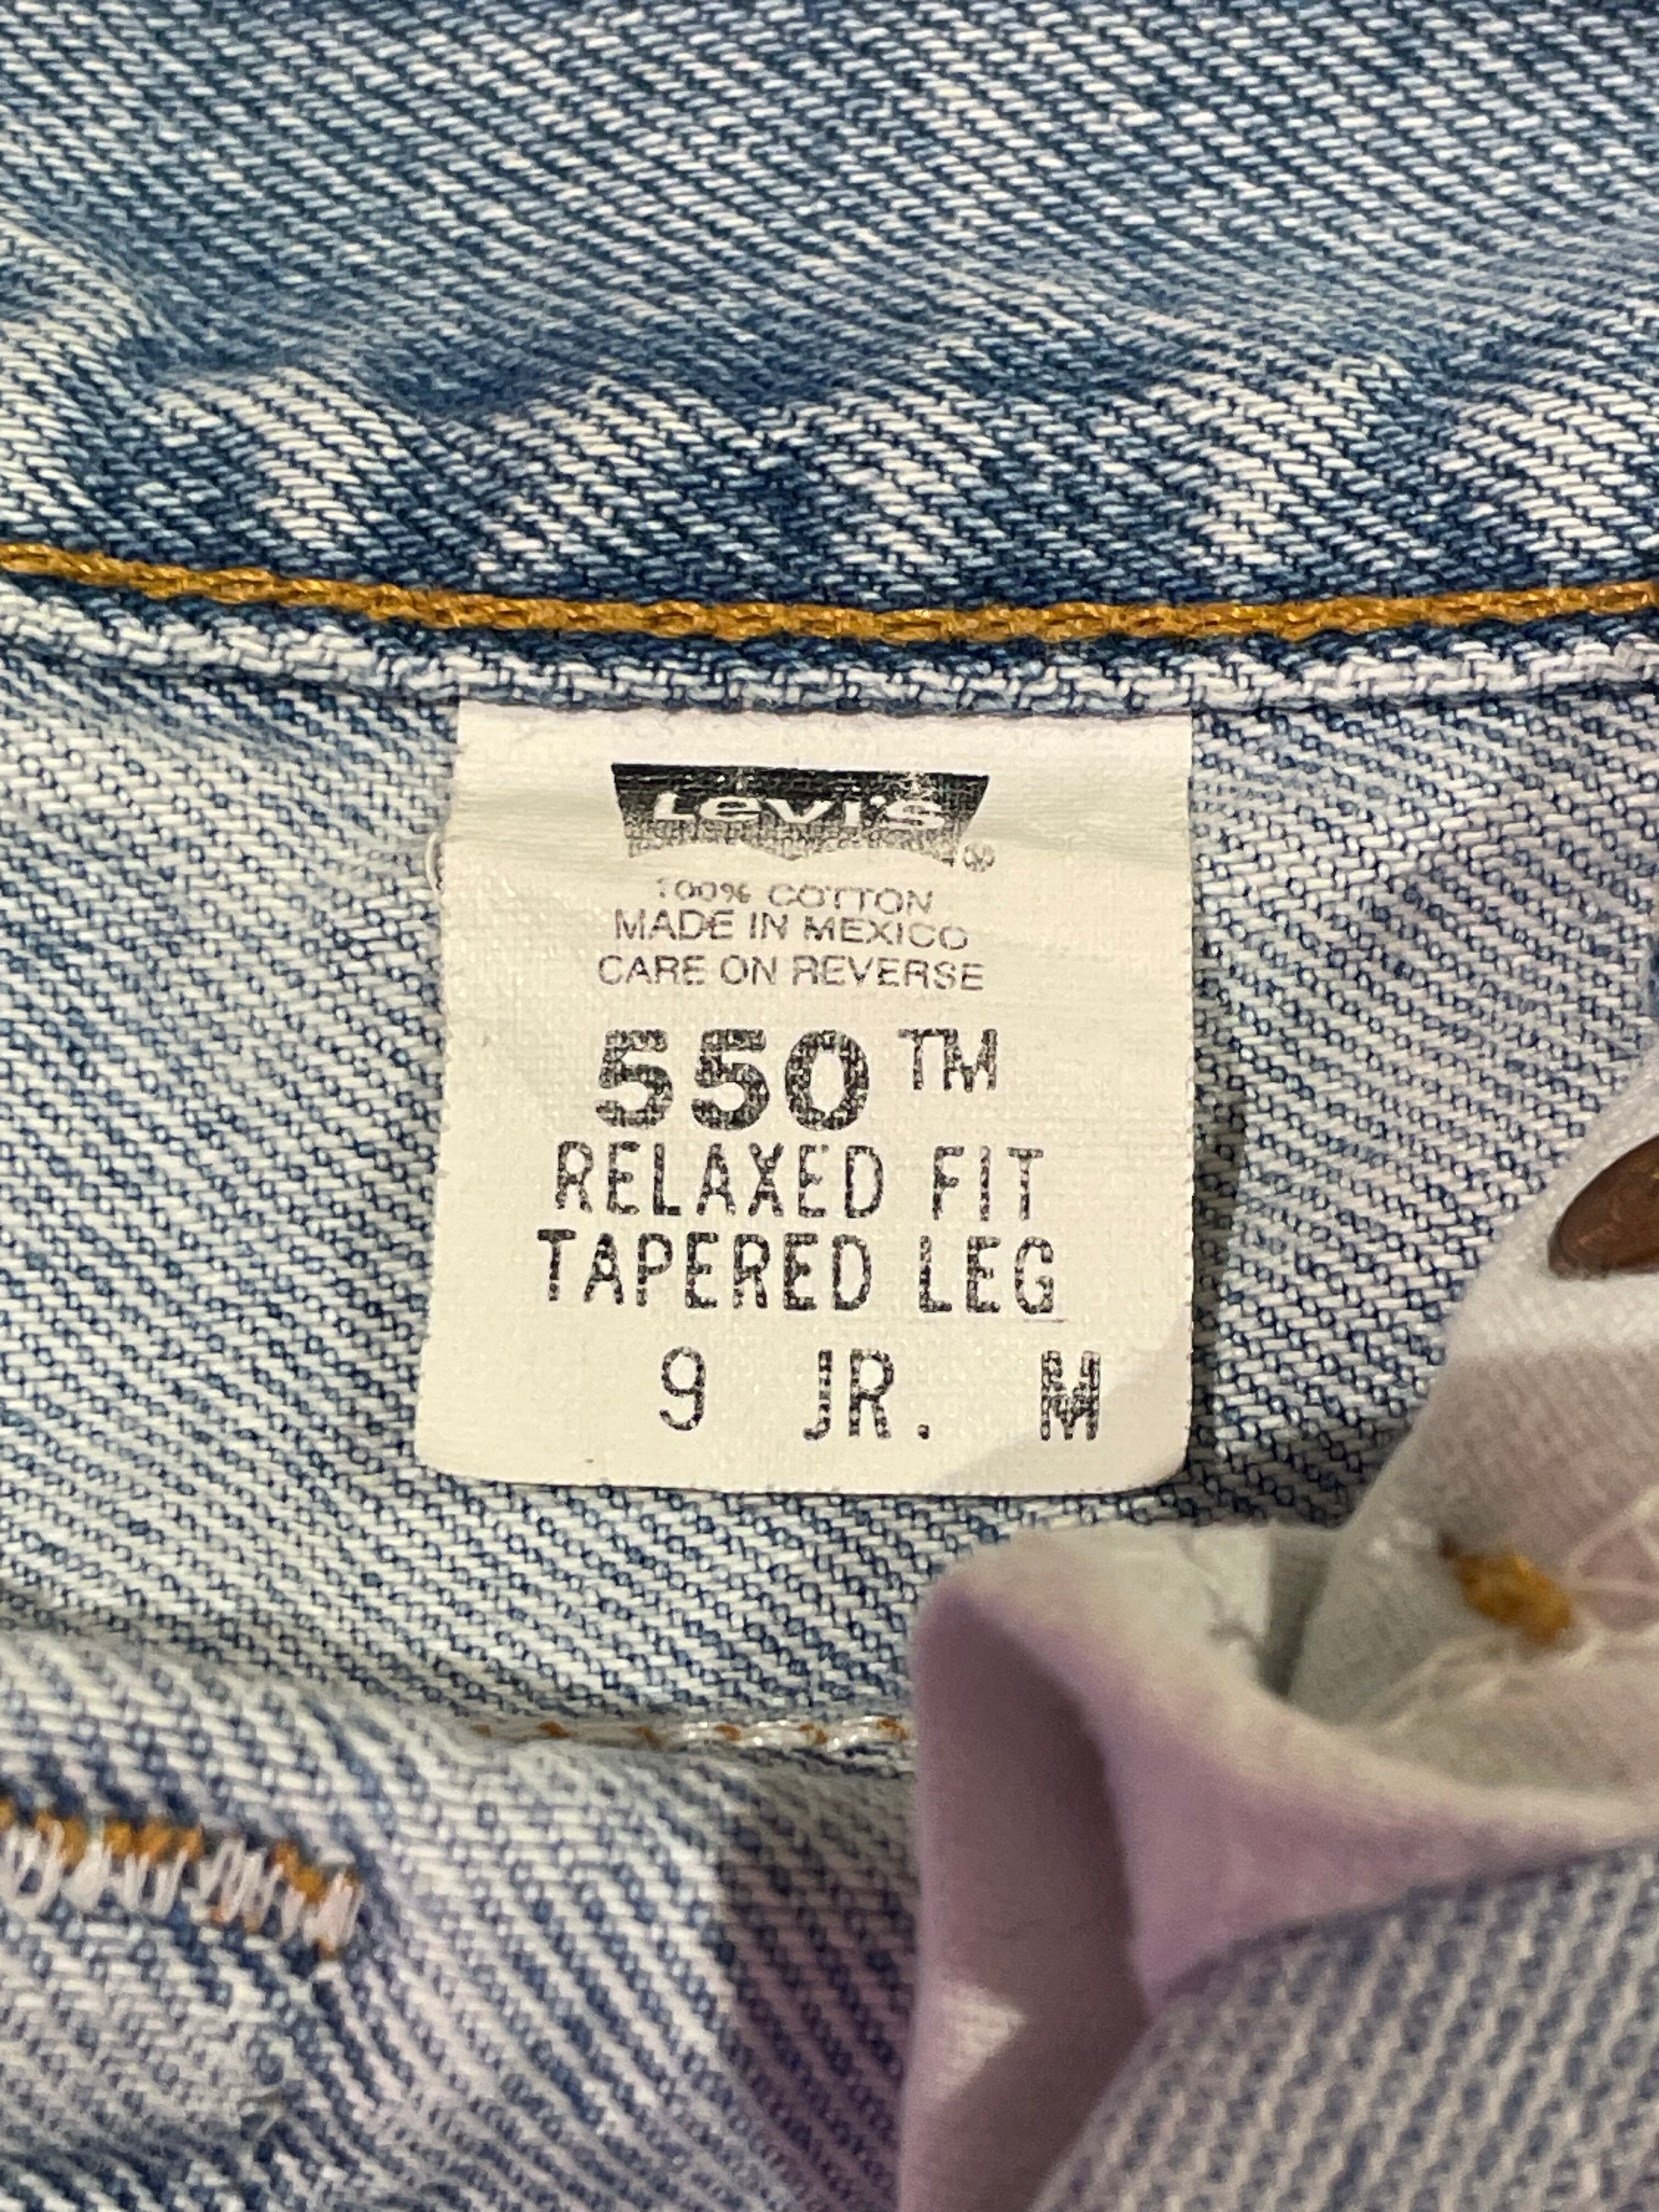 Levi's®
100% COTTON
MADE IN MEXICO
CARE ON REVERSE
550™
RELAXED FIT
TAPERED LEG
9 JR. M